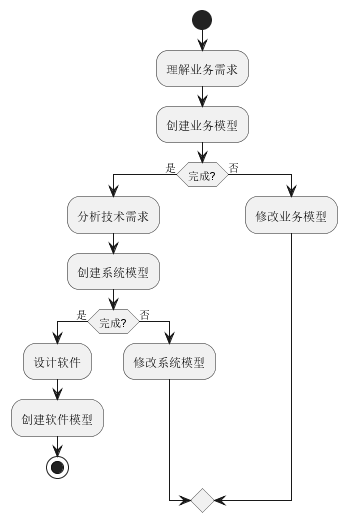 理解业务需求
创建业务模型
是
完成?
否
分析技术需求
修改业务模型
创建系统模型
是
完成?
否
设计软件
修改系统模型
创建软件模型